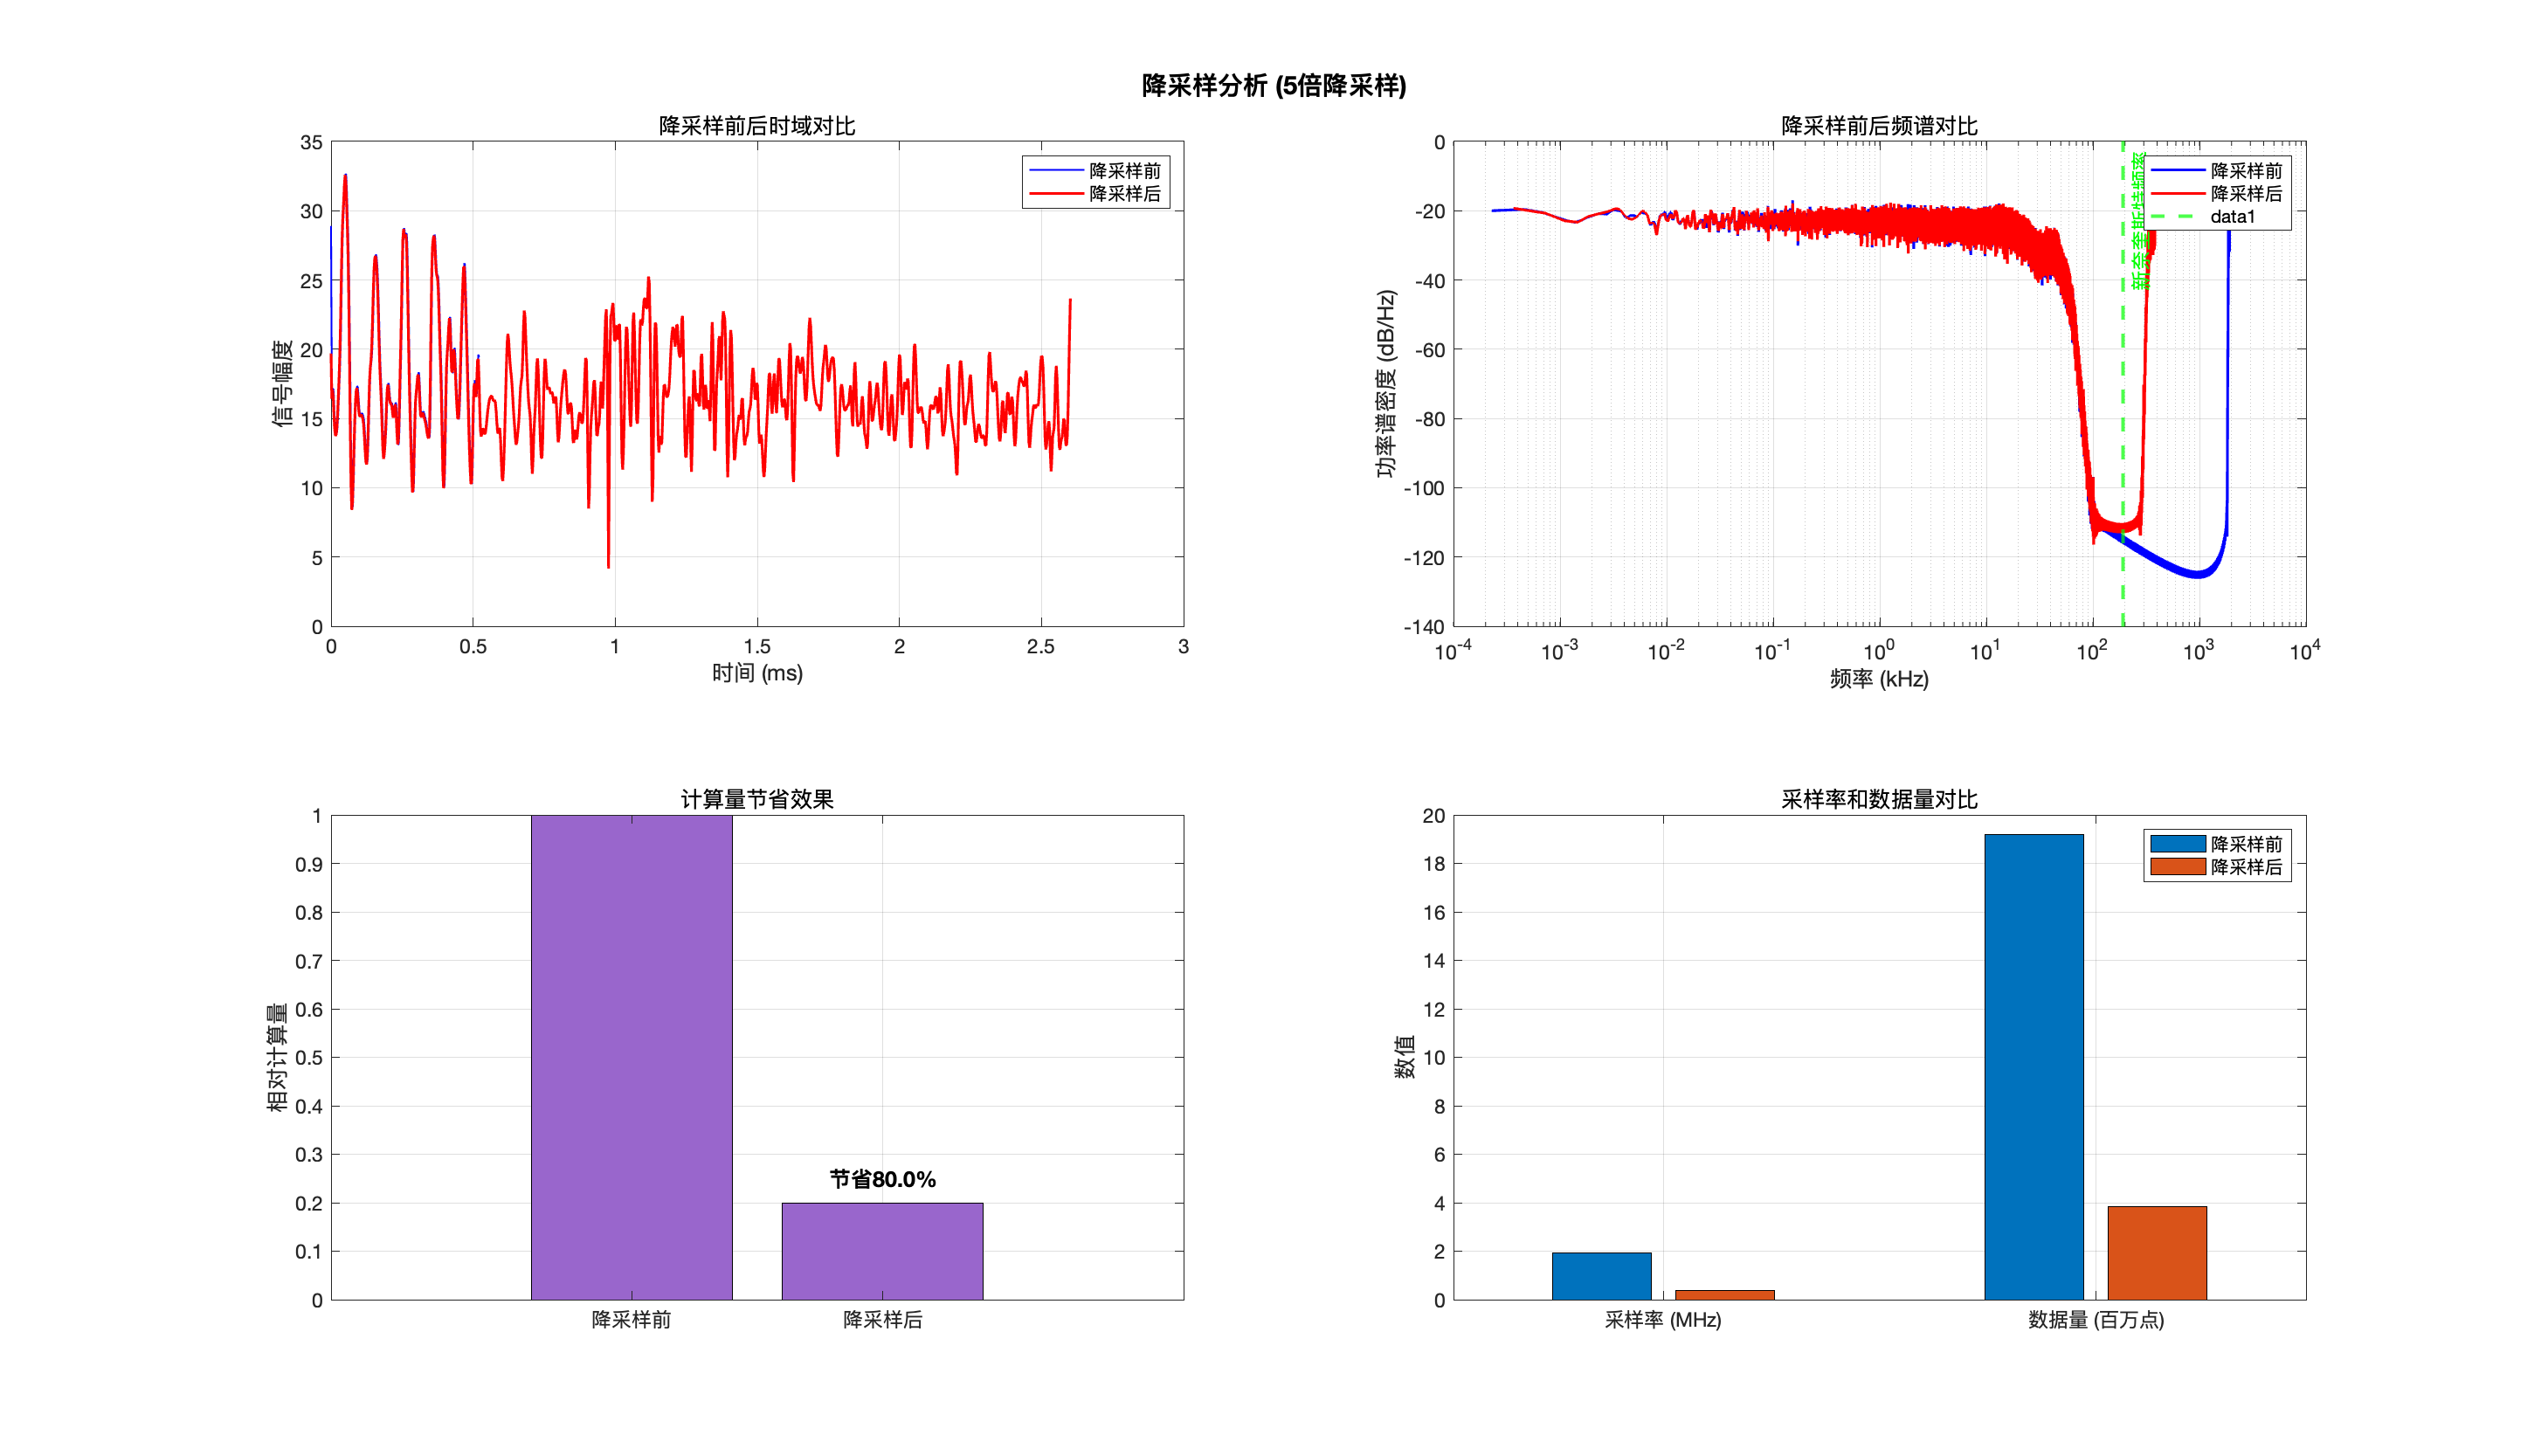 降采样分析 (5倍降采样)
降采样前后时域对比
35
30
25
20
15
10
5
0
信号幅度
0 0.5 1 1.5 2 2.5 3
时间 (ms)
降采样前
降采样后
降采样前后频谱对比
0
-20
-40
-60
-80
-100
-120
-140
功率谱密度 (dB/Hz)
10-4 10-3 10-2 10-1 100 101 102 103 104
频率 (kHz)
新奈奎斯特频率
降采样前
降采样后
data1
计算量节省效果
1
0.9
0.8
0.7
0.6
0.5
0.4
0.3
0.2
0.1
0
相对计算量
节省80.0%
降采样前 降采样后
采样率和数据量对比
20
18
16
14
12
10
8
6
4
2
0
数值
降采样前
降采样后
采样率 (MHz) 数据量 (百万点)